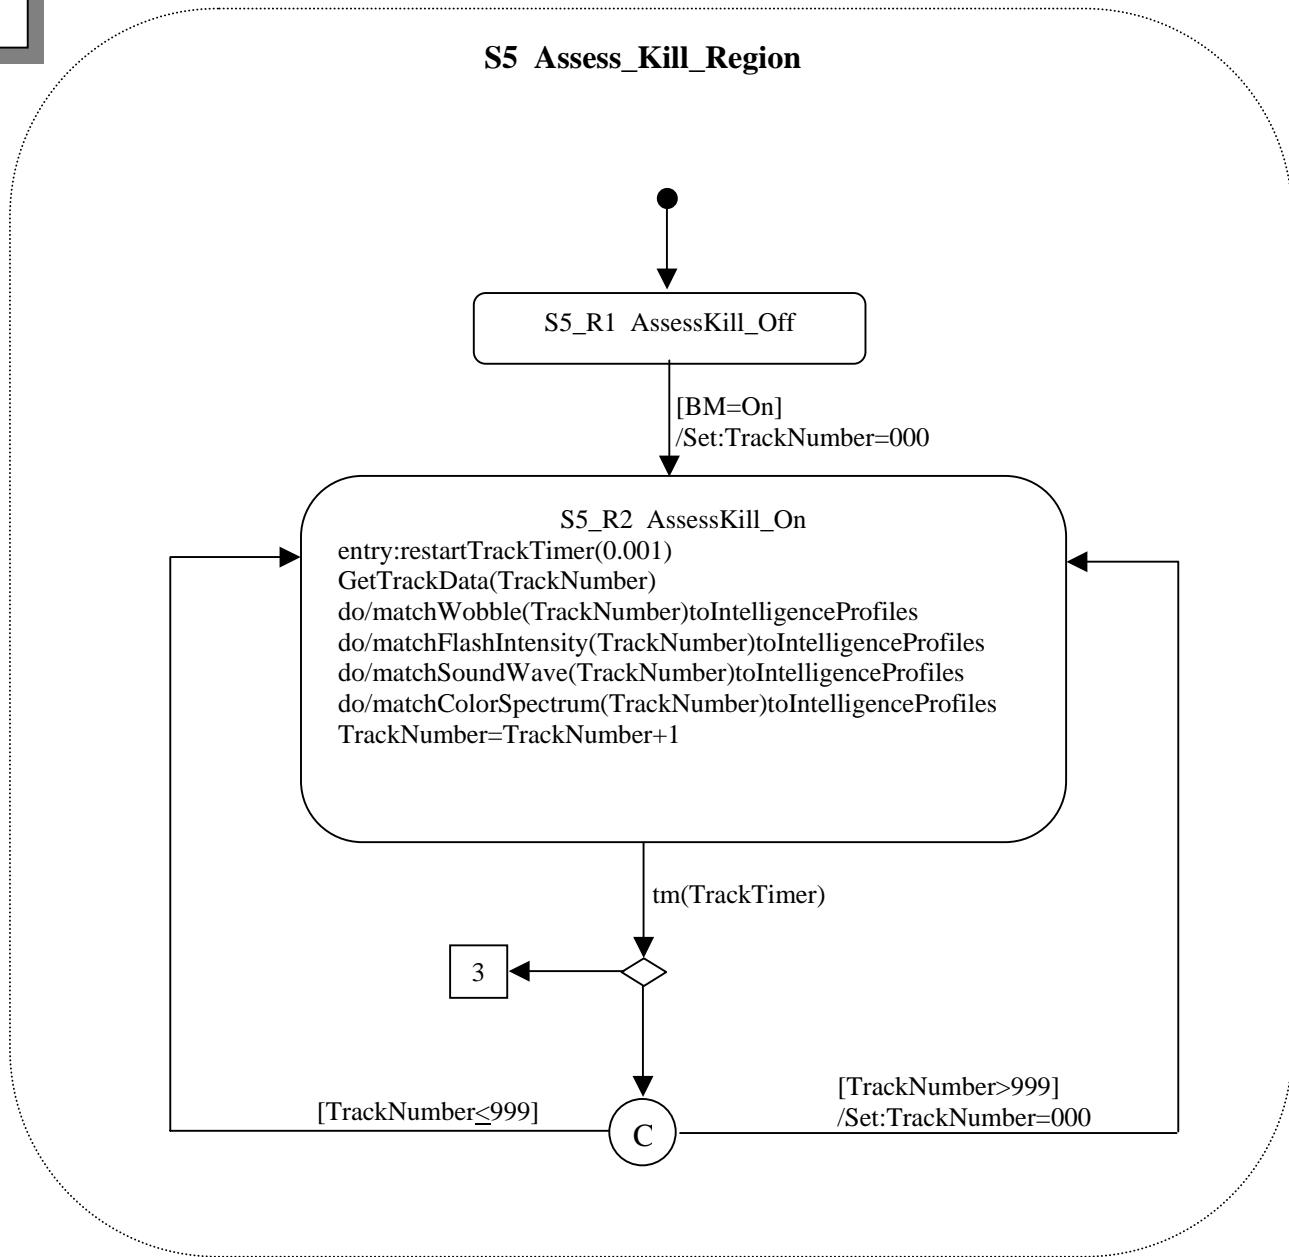 S5 Assess_Kill_Region
S5_R1 AssessKill_Off
[BM=On]
/Set:TrackNumber=000
S5_R2 AssessKill_On
entry:restartTrackTimer(0.001)
GetTrackData(TrackNumber)
do/matchWobble(TrackNumber)toIntelligenceProfiles
do/matchFlashIntensity(TrackNumber)toIntelligenceProfiles
do/matchSoundWave(TrackNumber)toIntelligenceProfiles
do/matchColorSpectrum(TrackNumber)toIntelligenceProfiles
TrackNumber=TrackNumber+1
tm(TrackTimer)
3
[TrackNumber≤999]
C
[TrackNumber>999]
/Set:TrackNumber=000